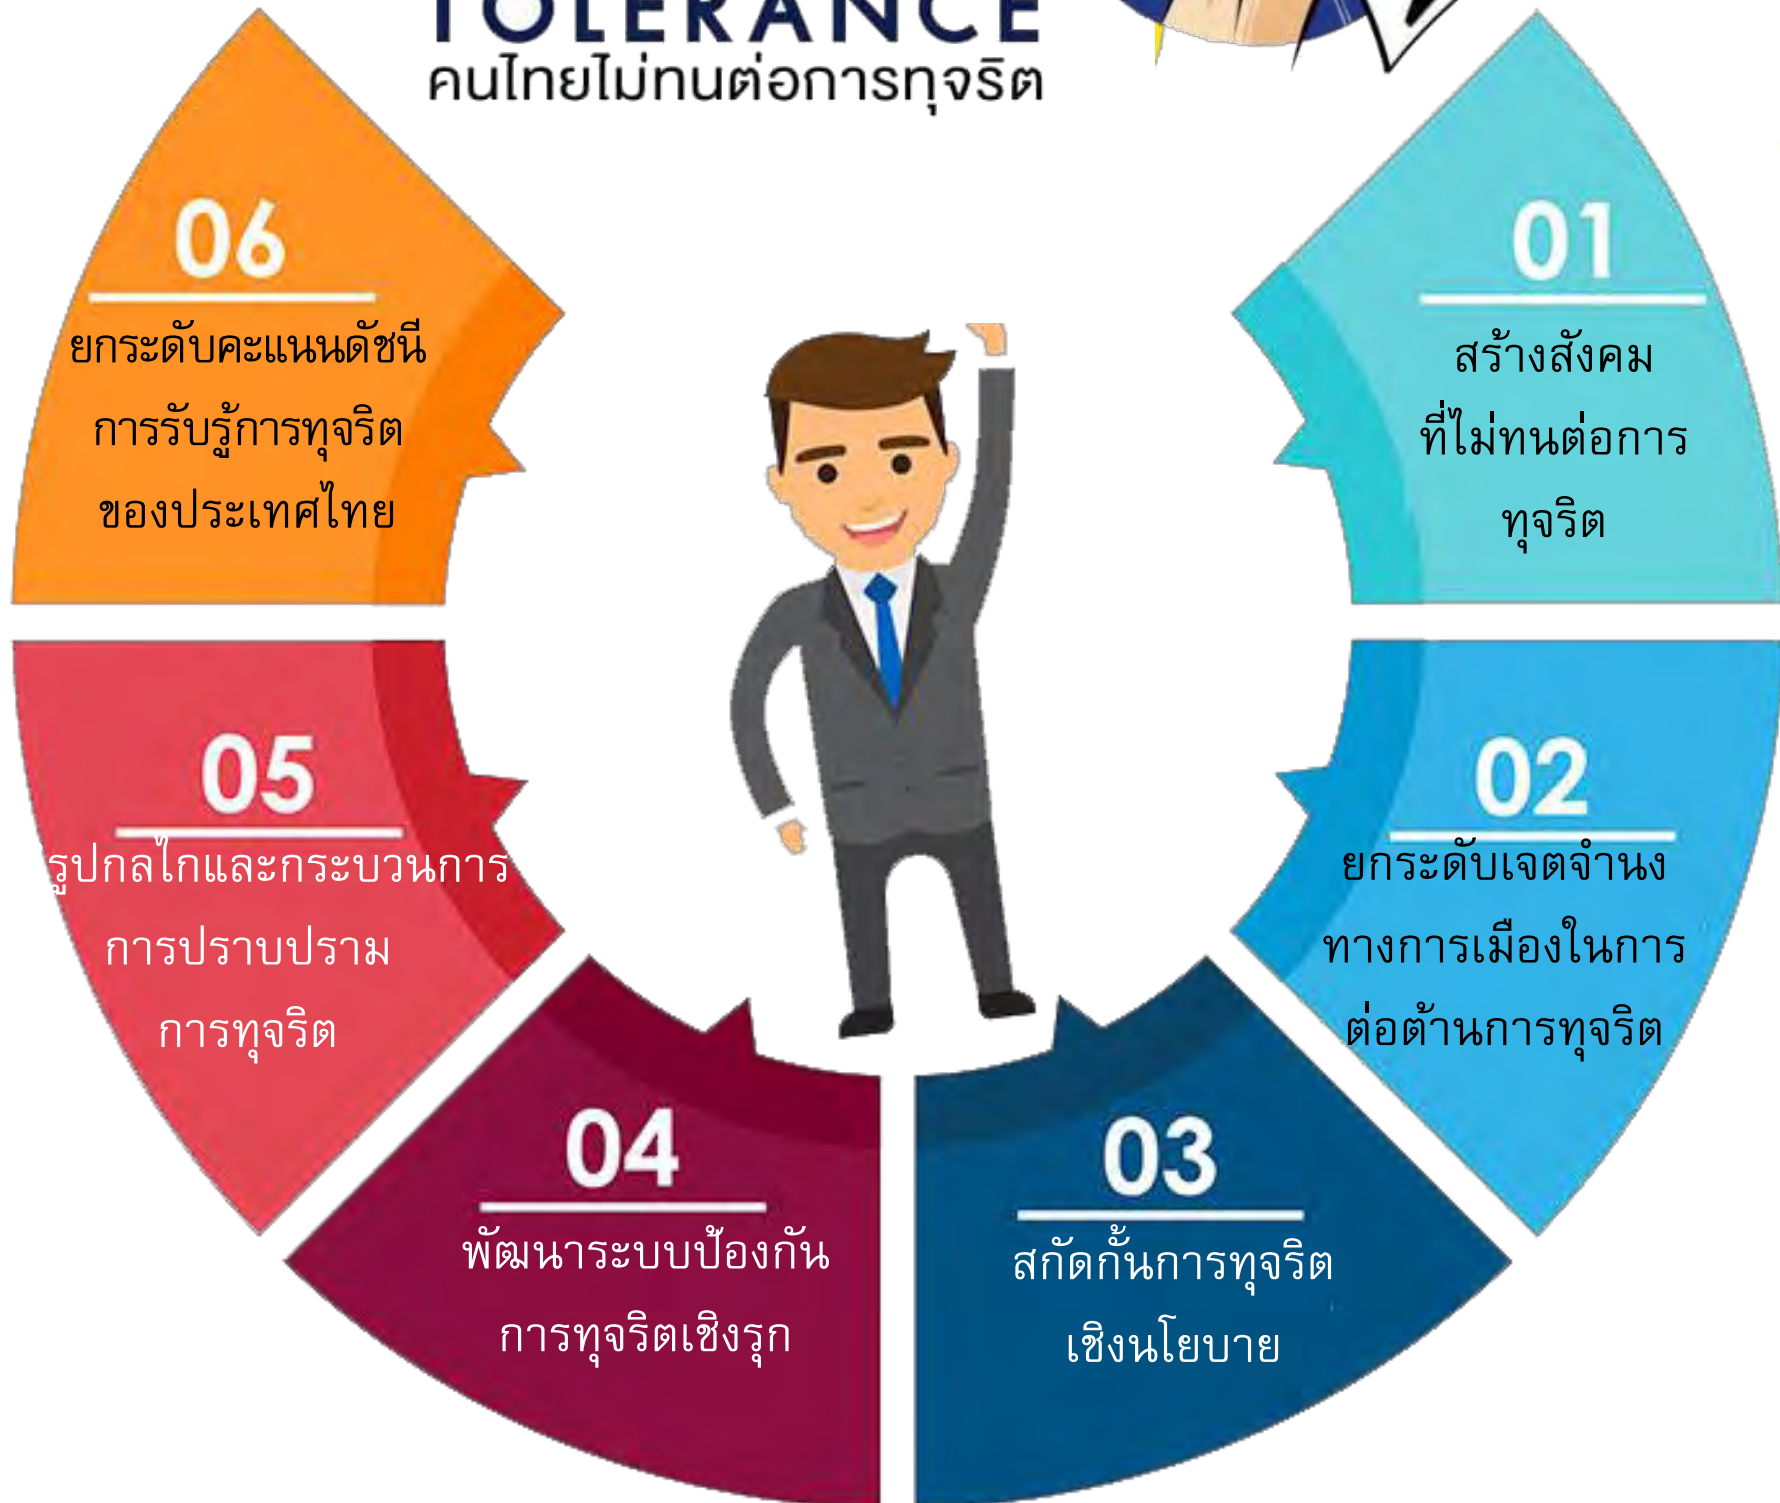 TOLERANCE
คนไทยไม่ทนต่อการทุจริต
01
สร้างสังคม
ที่ไม่ทนต่อการ
ทุจริต
02
ยกระดับเจตจำนง
ทางการเมืองในการ
ต่อต้านการทุจริต
03
สกัดกั้นการทุจริต
เชิงนโยบาย
04
พัฒนาระบบป้องกัน
การทุจริตเชิงรุก
05
รูปกลไกและกระบวนการ
การปราบปราม
การทุจริต
06
ยกระดับคะแนนดัชนี
การรับรู้การทุจริต
ของประเทศไทย